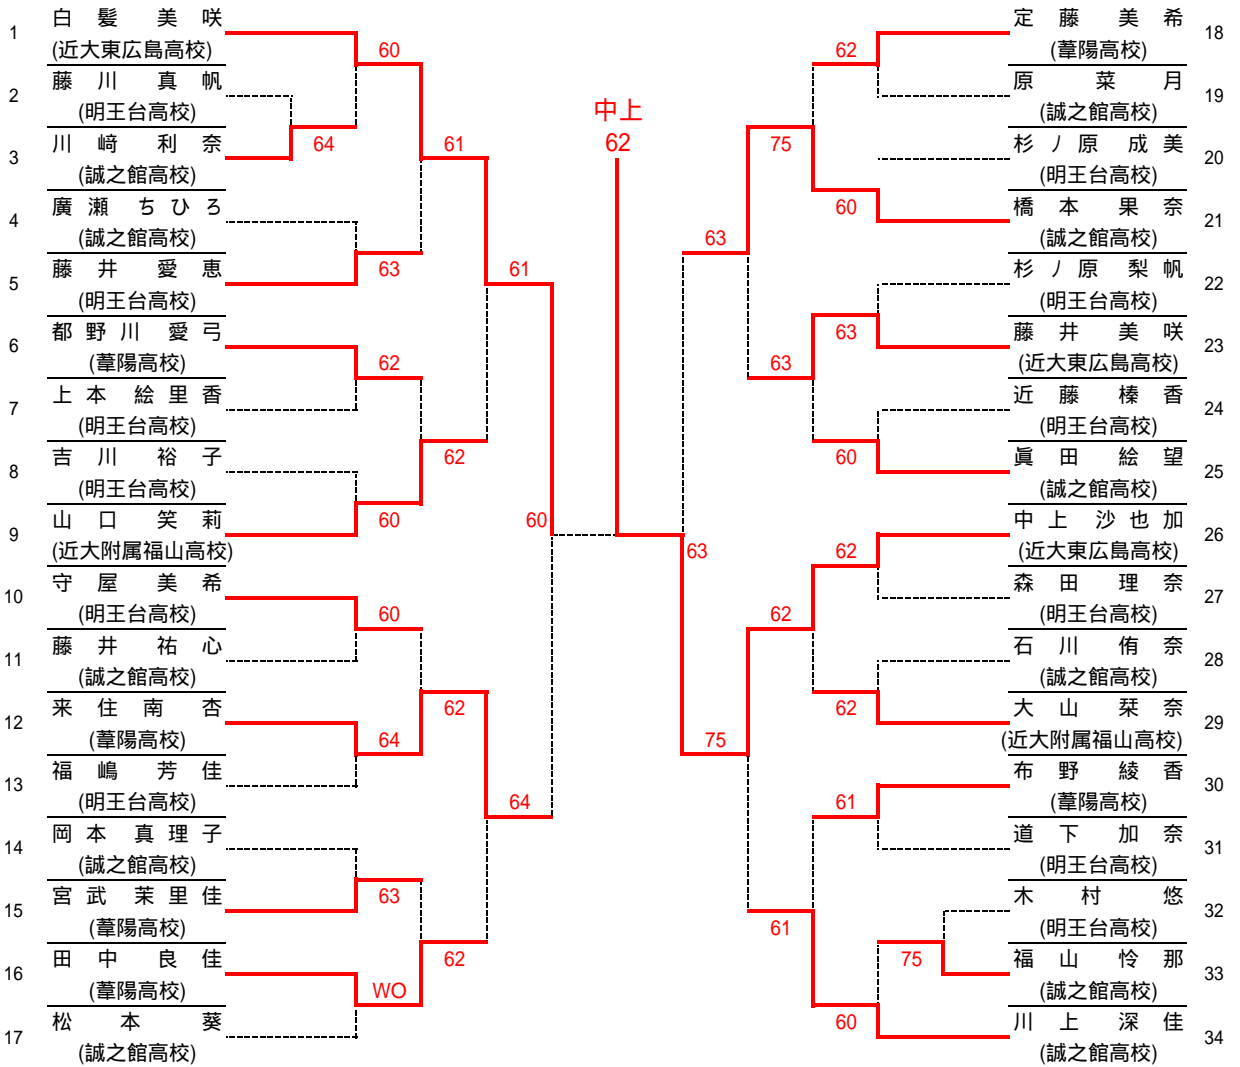 1 白髪 美咲
(近大東広島高校)
2 藤川 真帆
(明王台高校)
3 川﨑 利奈
(誠之館高校)
4 廣瀬 ちひろ
(誠之館高校)
5 藤井 愛恵
(明王台高校)
6 都野川 愛弓
(葦陽高校)
7 上本 絵里香
(明王台高校)
8 吉川 裕子
(明王台高校)
9 山口 笑莉
(近大附属福山高校)
10 守屋 美希
(明王台高校)
11 藤井 祐心
(誠之館高校)
12 来住南 杏
(葦陽高校)
13 福嶋 芳佳
(明王台高校)
14 岡本 真理子
(誠之館高校)
15 宮武 茉里佳
(葦陽高校)
16 田中 良佳
(葦陽高校)
17 松本 葵
(誠之館高校)
60
64
63
62
60
60
64
63
WO
61
62
62
62
61
64
60
中上
62
63
63
75
75
63
62
61
62
60
63
60
62
62
61
75
60
定藤 美希 18
(葦陽高校)
原 菜月 19
(誠之館高校)
杉ノ原 成美 20
(明王台高校)
橋本 果奈 21
(誠之館高校)
杉ノ原 梨帆 22
(明王台高校)
藤井 美咲 23
(近大東広島高校)
近藤 榛香 24
(明王台高校)
眞田 絵望 25
(誠之館高校)
中上 沙也加 26
(近大東広島高校)
森田 理奈 27
(明王台高校)
石川 侑奈 28
(誠之館高校)
大山 栞奈 29
(近大附属福山高校)
布野 綾香 30
(葦陽高校)
道下 加奈 31
(明王台高校)
木村 悠 32
(明王台高校)
福山 怜那 33
(誠之館高校)
川上 深佳 34
(誠之館高校)